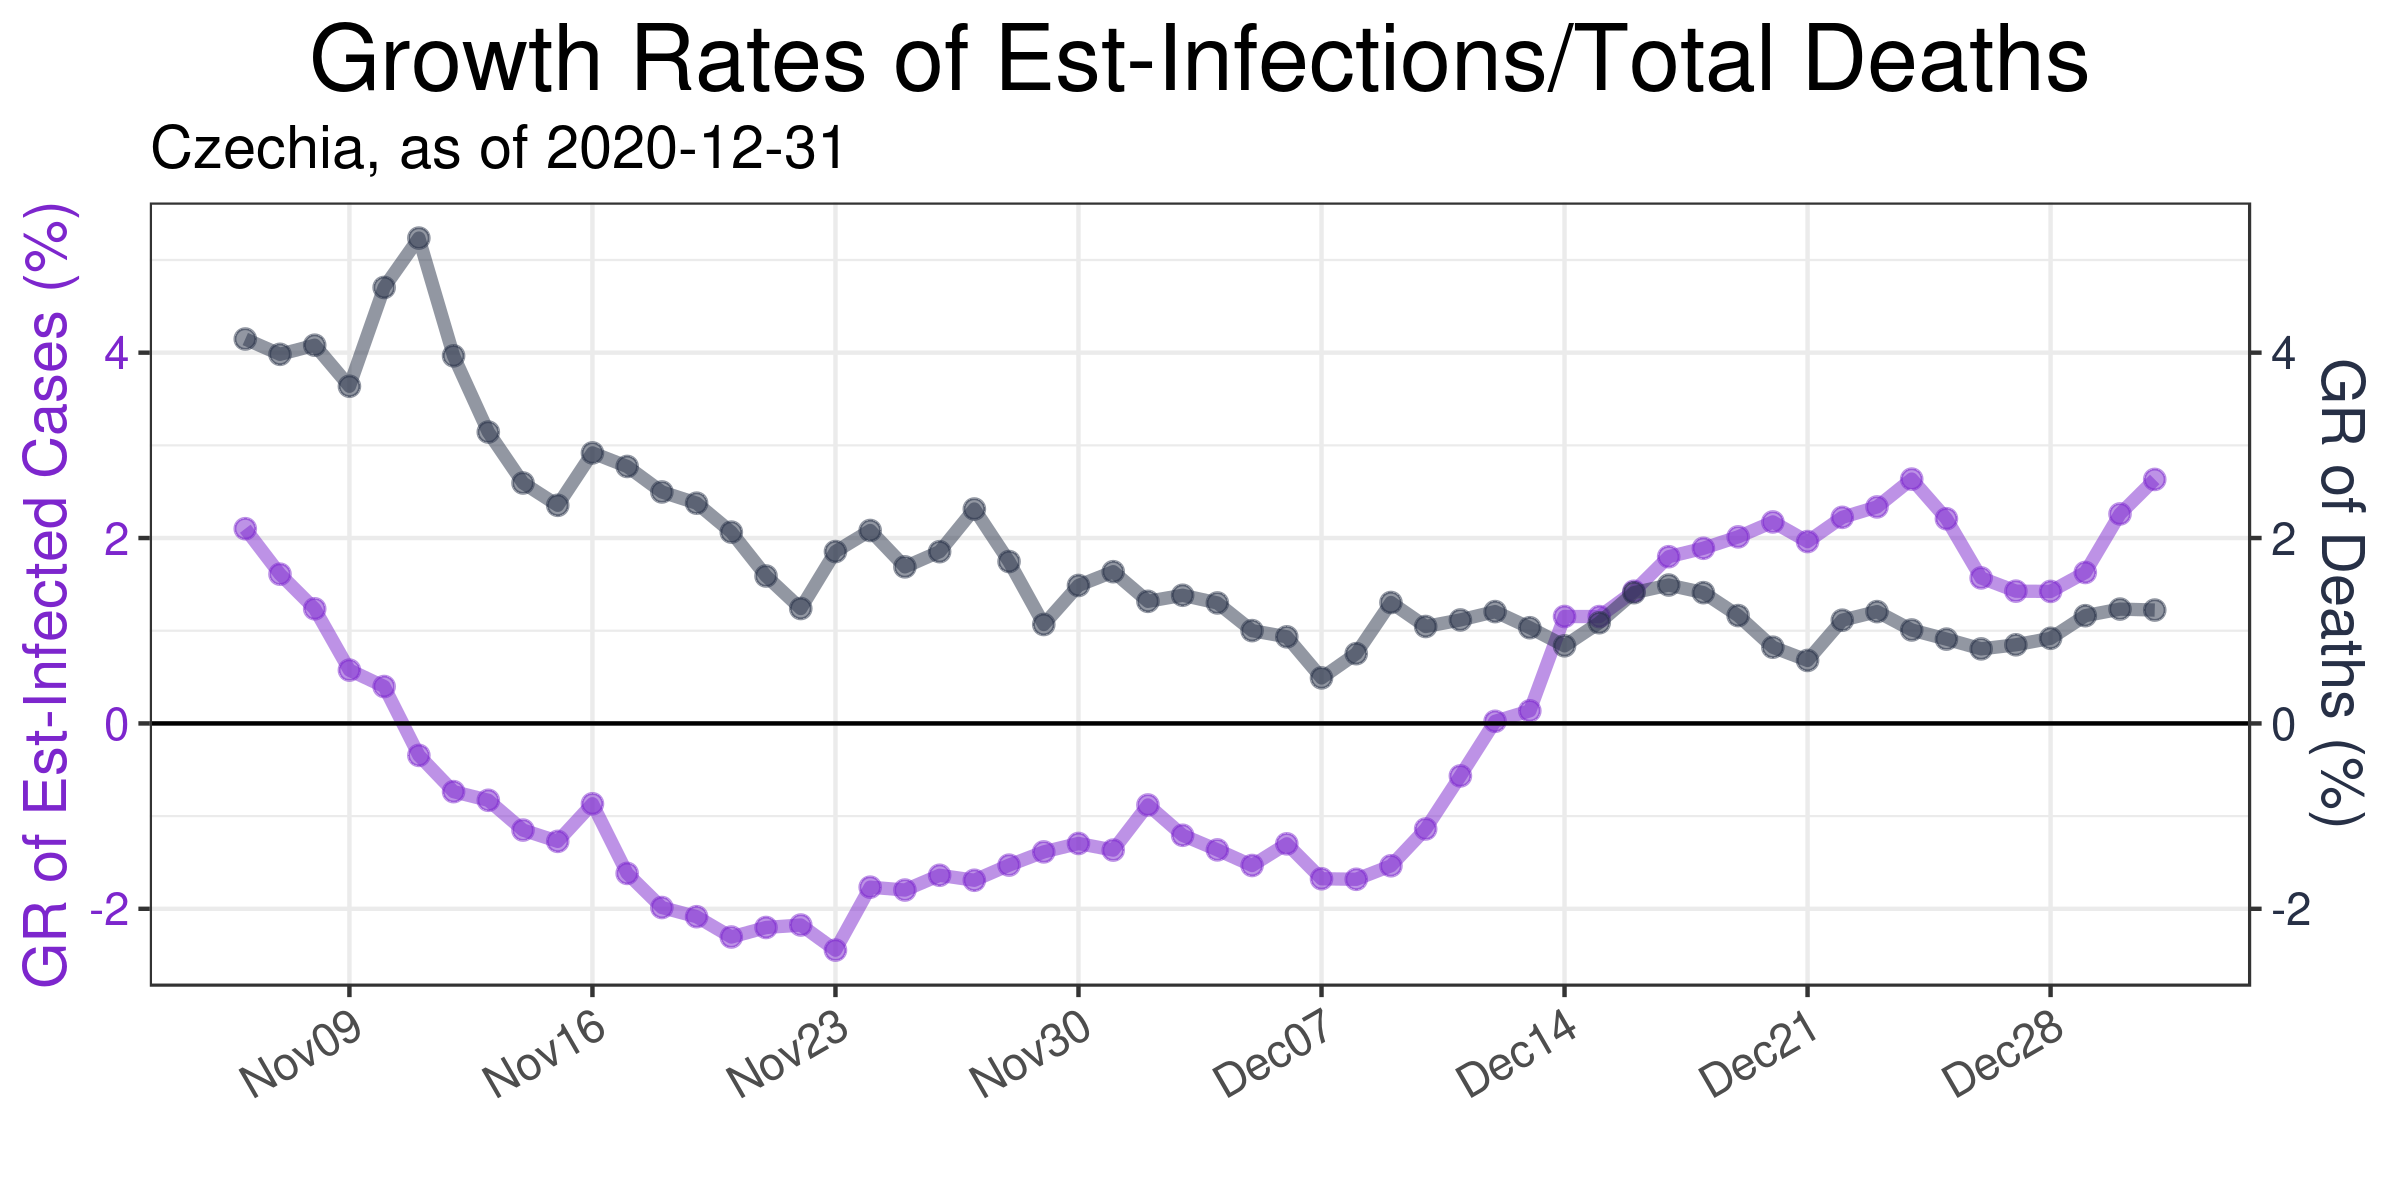 Growth Rates of Est-Infections/Total Deaths
Czechia, as of 2020-12-31
GR of Est-Infected Cases (%)
4
2
0
-2
4
2
0
-2
GR of Deaths (%)
Nov09
Nov16
Nov23
Nov30
Dec07
Dec14
Dec21
Dec28